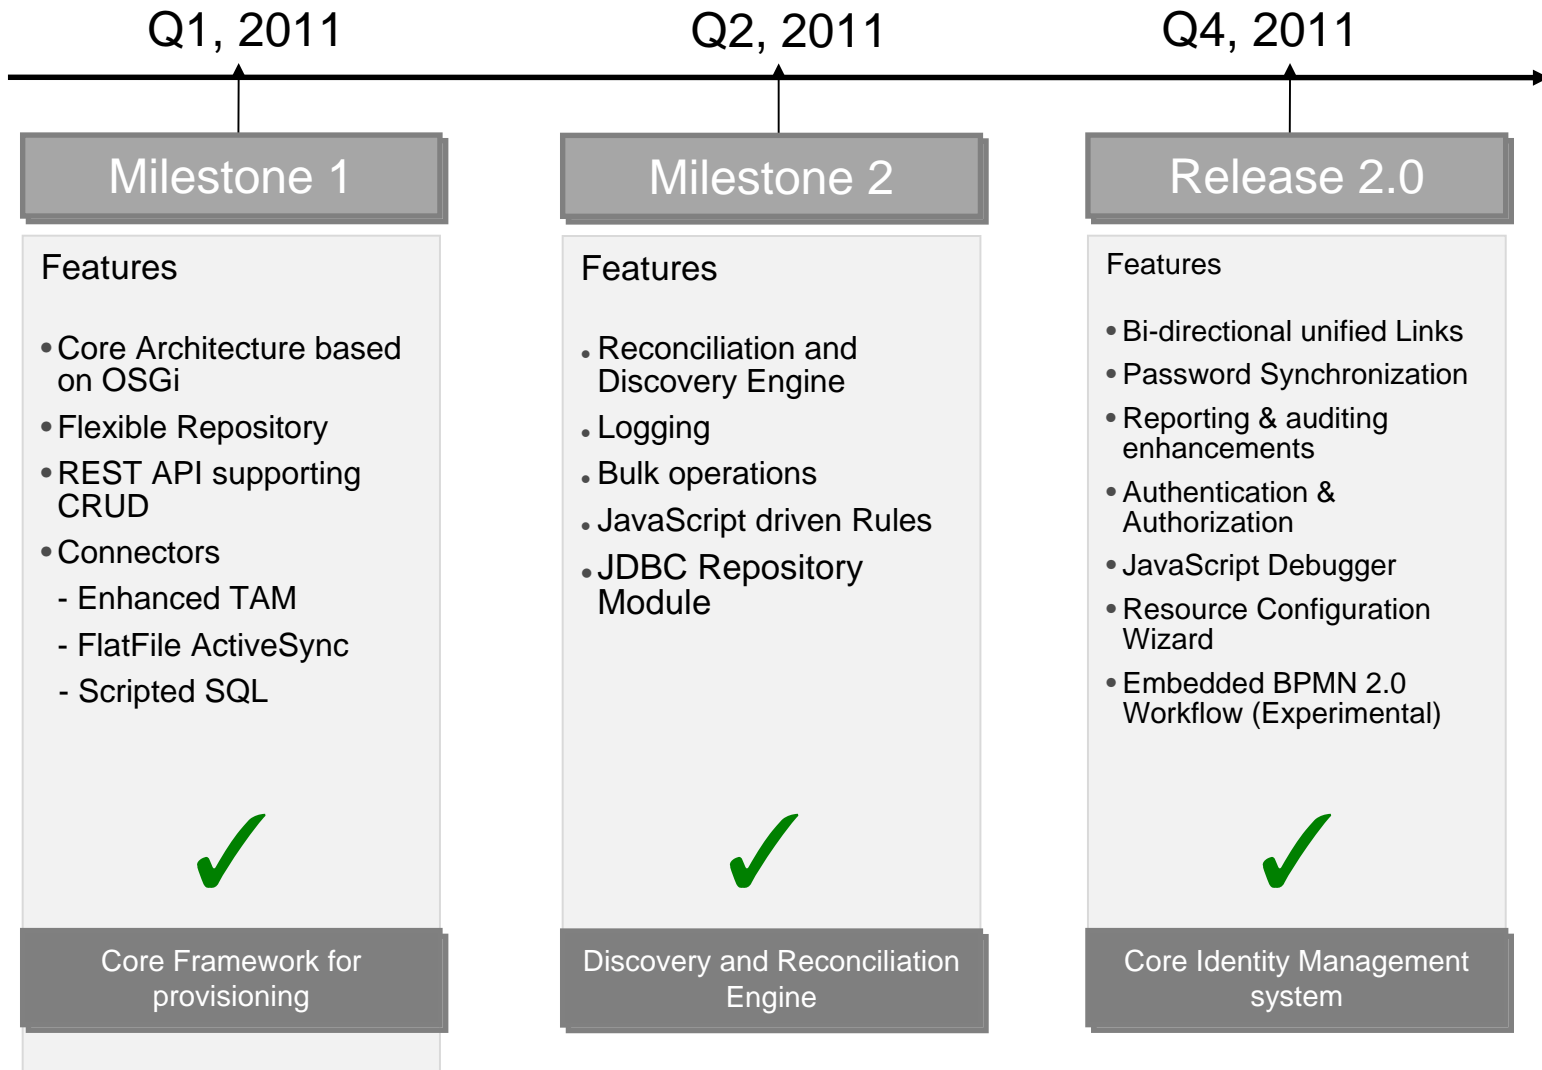 Q1, 2011
Q2, 2011
Q4, 2011
Milestone 1
Features
• Core Architecture based
on OSGi
• Flexible Repository
• REST API supporting
CRUD
• Connectors
- Enhanced TAM
- FlatFile ActiveSync
- Scripted SQL
Core Framework for
provisioning
Milestone 2
Features
• Reconciliation and
Discovery Engine
• Logging
• Bulk operations
• JavaScript driven Rules
• JDBC Repository
Module
Discovery and Reconciliation
Engine
Release 2.0
Features
• Bi-directional unified Links
• Password Synchronization
• Reporting & auditing
enhancements
• Authentication &
Authorization
• JavaScript Debugger
• Resource Configuration
Wizard
• Embedded BPMN 2.0
Workflow (Experimental)
Core Identity Management
system